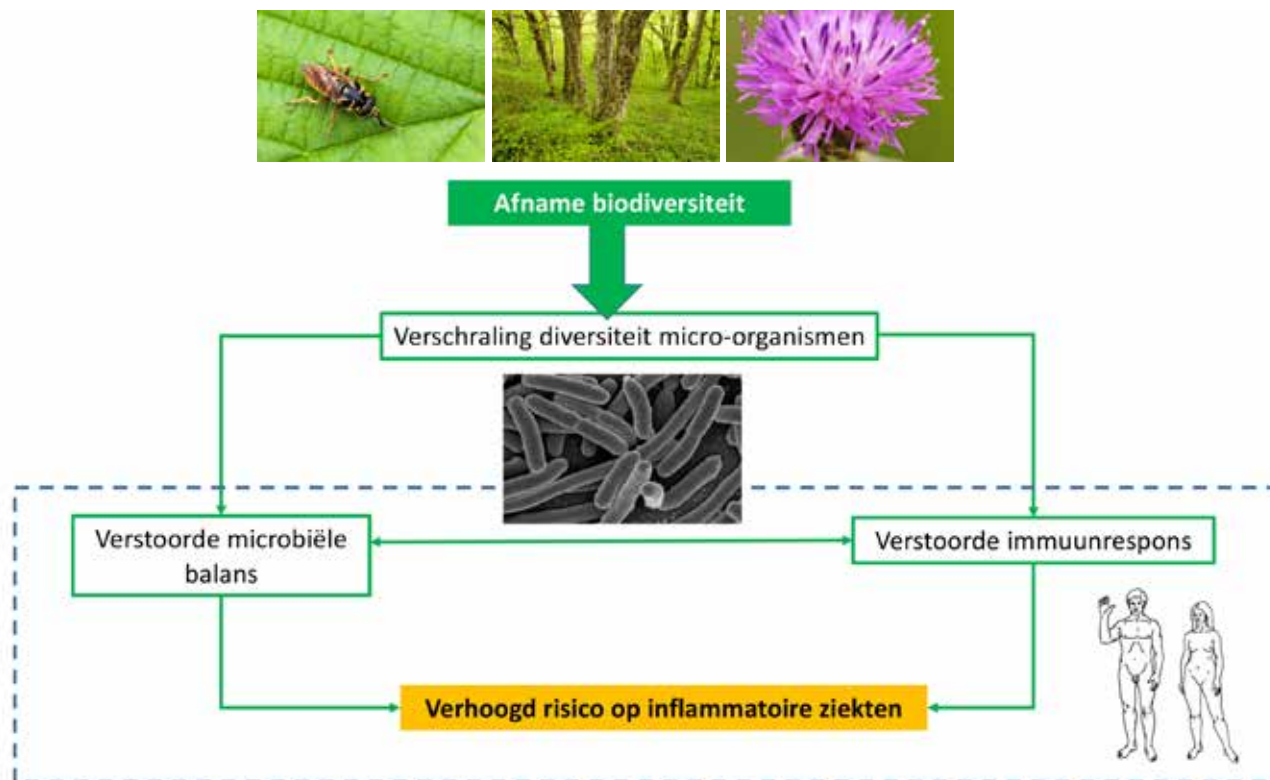 Afname biodiversiteit
Verschraling diversiteit micro-organismen
Verstoorde microbiële
balans
Verstoorde immuunrespons
Verhoogd risico op inflammatoire ziekten